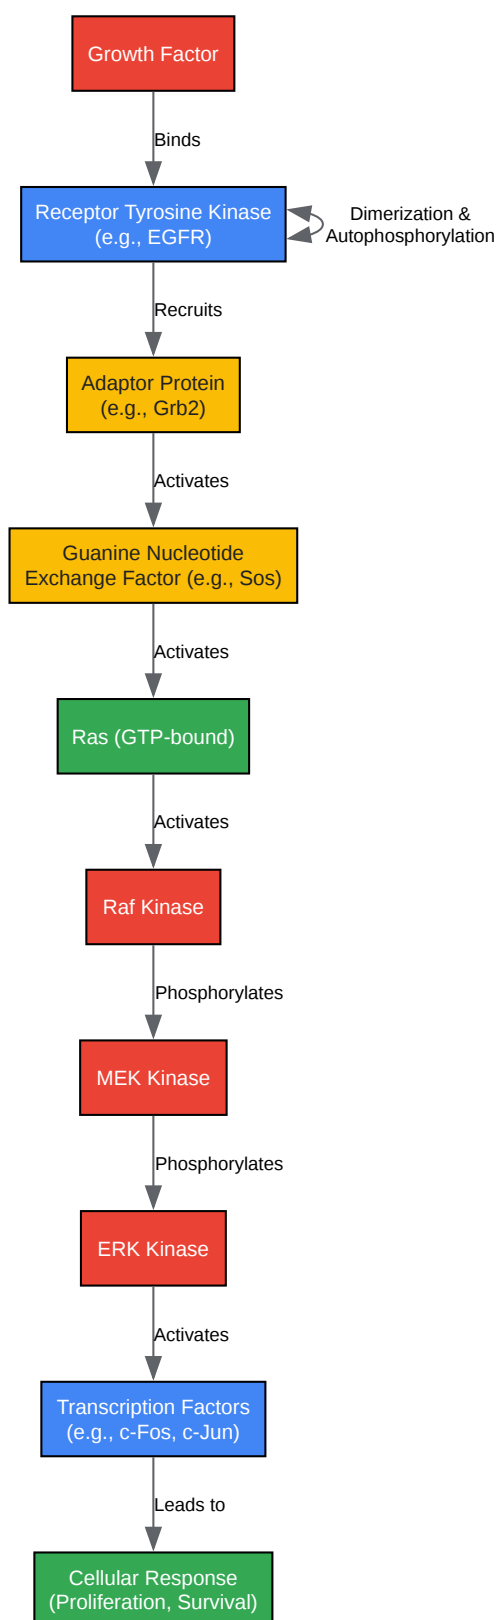 Growth Factor
Binds
Receptor Tyrosine Kinase
(e.g., EGFR)
Dimerization &
Autophosphorylation
Recruits
Adaptor Protein
(e.g., Grb2)
Activates
Guanine Nucleotide
Exchange Factor (e.g., Sos)
Activates
Ras (GTP-bound)
Activates
Raf Kinase
Phosphorylates
MEK Kinase
Phosphorylates
ERK Kinase
Activates
Transcription Factors
(e.g., c-Fos, c-Jun)
Leads to
Cellular Response
(Proliferation, Survival)